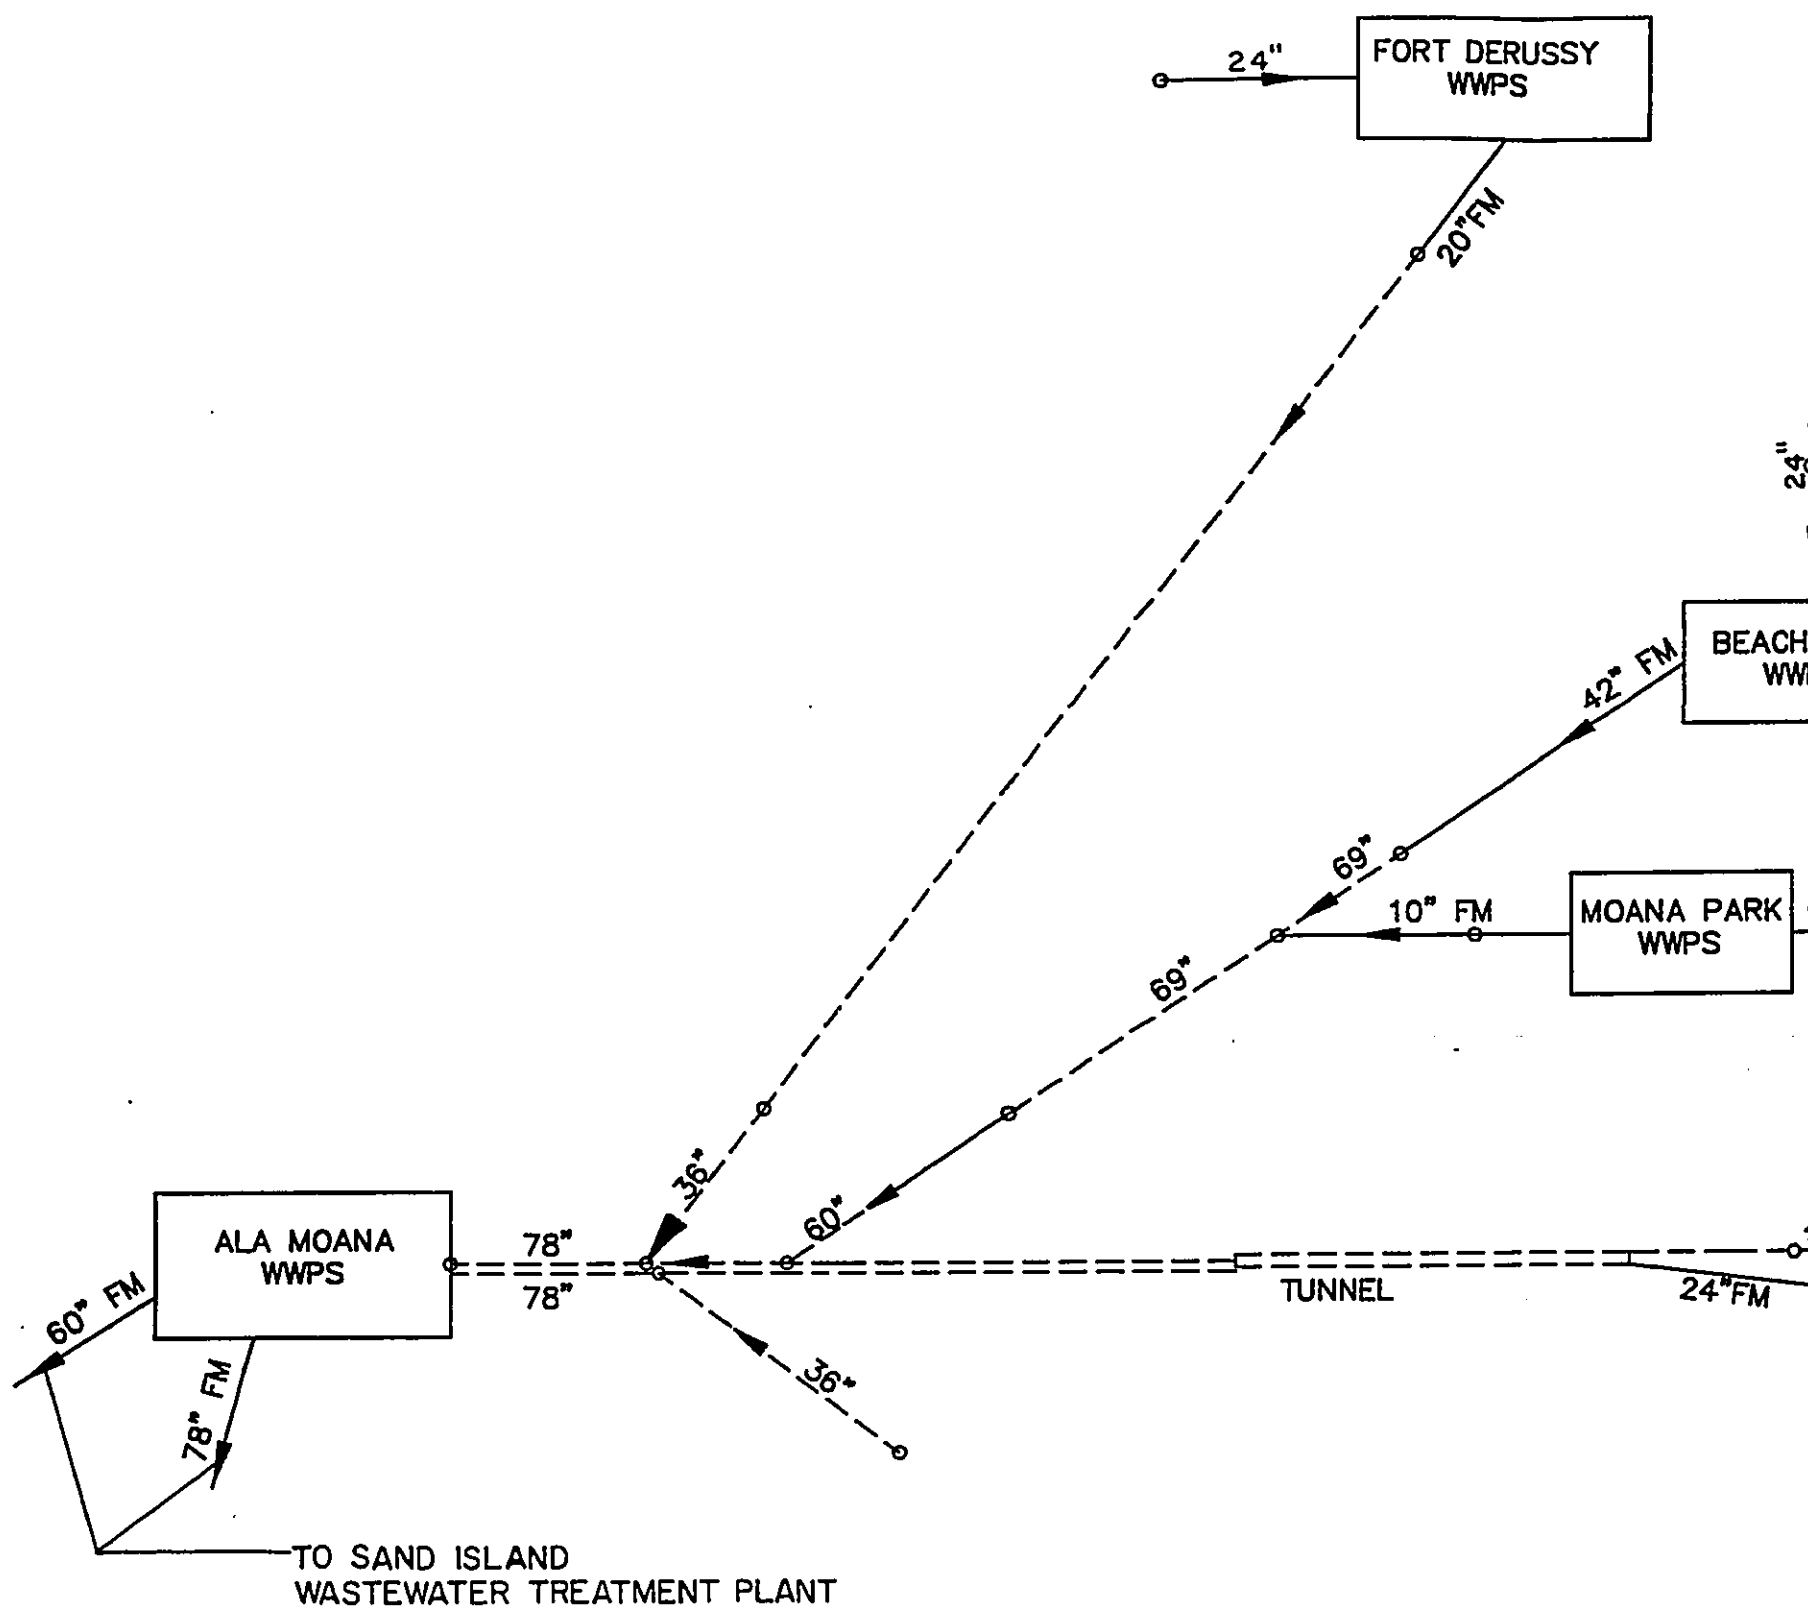 24"
FORT DERUSSY
WWPS
20"FM
24"
BEACH
42" FM
69"
10" FM
MOANA PARK
WWPS
69"
36"
60"
ALA MOANA
WWPS
78"
78"
TUNNEL
24"FM
60" FM
78" FM
36"
TO SAND ISLAND
WASTEWATER TREATMENT PLANT